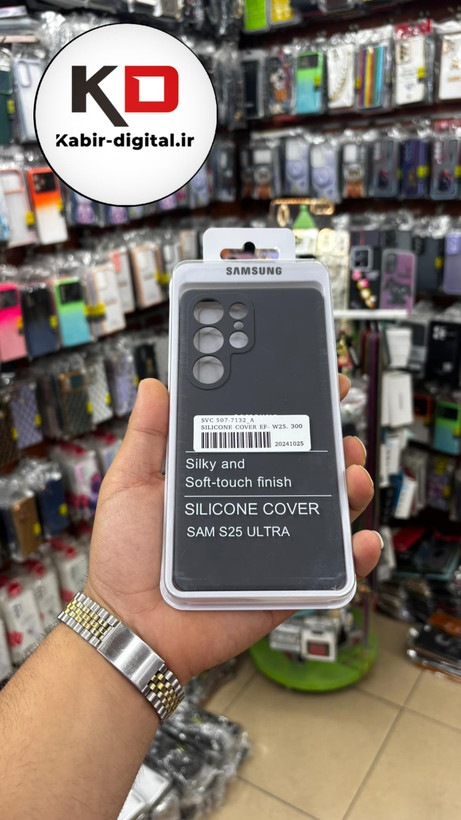 KD
Kabir-digital.ir
SAMSUNG
SVC 507-7132_A
SILICONE COVER EF- W25. 300
20241025
Silky and
Soft-touch finish
SILICONE COVER
SAM S25 ULTRA